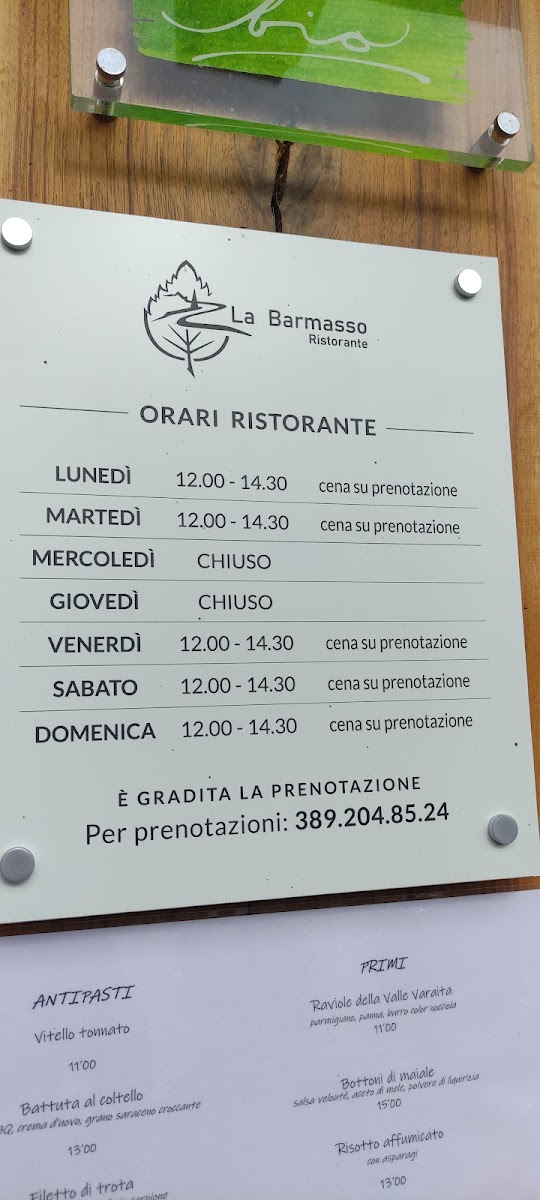 bio
La Barmasso
Ristorante
ORARI RISTORANTE
LUNEDÌ 12.00 - 14.30 cena su prenotazione
MARTEDÌ 12.00 - 14.30 cena su prenotazione
MERCOLEDÌ CHIUSO
GIOVEDÌ CHIUSO
VENERDÌ 12.00 - 14.30 cena su prenotazione
SABATO 12.00 - 14.30 cena su prenotazione
DOMENICA 12.00 - 14.30 cena su prenotazione
È GRADITA LA PRENOTAZIONE
Per prenotazioni: 389.204.85.24
ANTIPASTI
Vitello tonnato
11'00
Battuta al coltello
crema d'uovo, grano saraceno croccante
13'00
Filetto di trota
carpione
PRIMI
Raviole della Valle Varaita
parmigiano, panna, burro color nocciola
11'00
Bottoni di maiale
salsa velouté, aceto di mele, polvere di liquirizia
15'00
Risotto affumicato
con asparagi
13'00